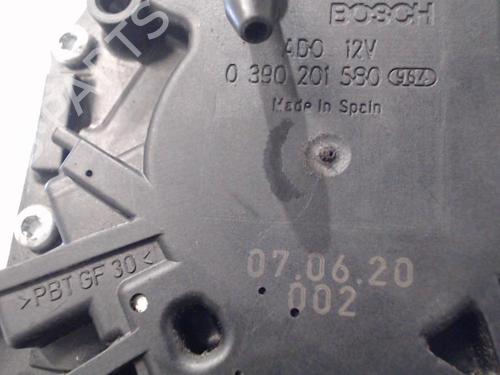 BOSCH
ADO 12V
0 390 201 580
Made in Spain
>PBT GF 30<
07.06.20
002